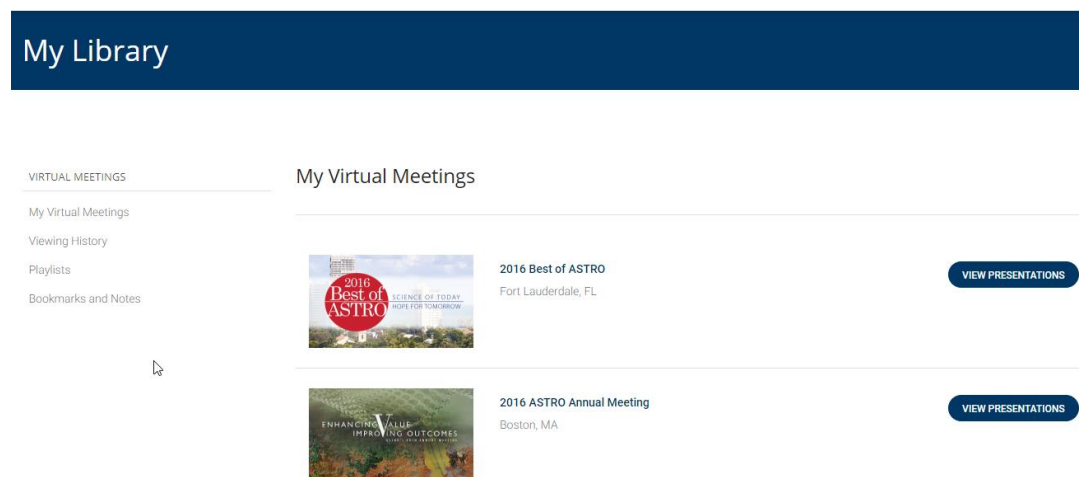 My Library
VIRTUAL MEETINGS
My Virtual Meetings
Viewing History
Playlists
Bookmarks and Notes
My Virtual Meetings
2016
Best of
ASTRO
SCIENCE OF TODAY
HOPE FOR TOMORROW
2016 Best of ASTRO
Fort Lauderdale, FL
VIEW PRESENTATIONS
ENHANCING VALUE
IMPROVING OUTCOMES
2016 ASTRO Annual Meeting
Boston, MA
VIEW PRESENTATIONS